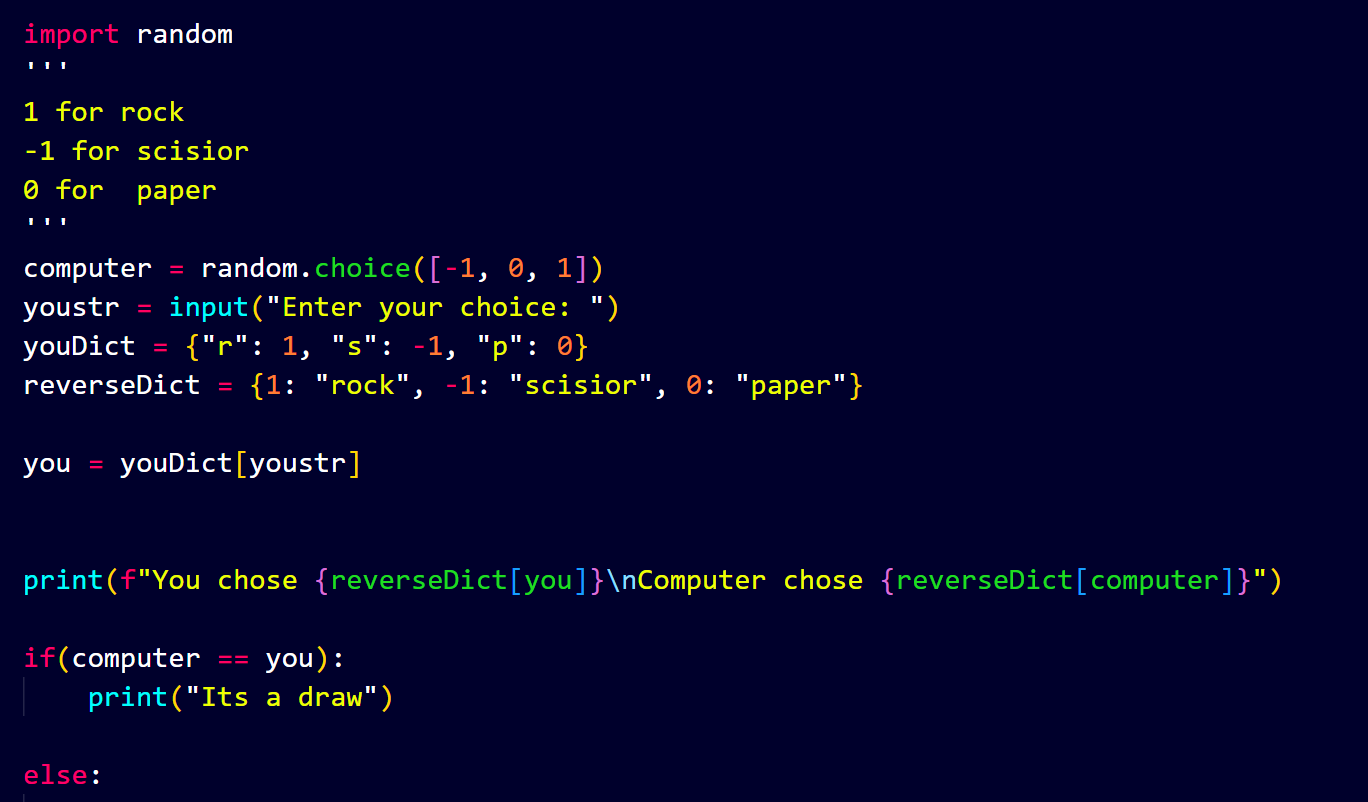 import random
'''
1 for rock
-1 for scisior
0 for  paper
'''
computer = random.choice([-1, 0, 1])
youstr = input("Enter your choice: ")
youDict = {"r": 1, "s": -1, "p": 0}
reverseDict = {1: "rock", -1: "scisior", 0: "paper"}
you = youDict[youstr]
print(f"You chose {reverseDict[you]}\nComputer chose {reverseDict[computer]}")
if(computer == you):
    print("Its a draw")
else: